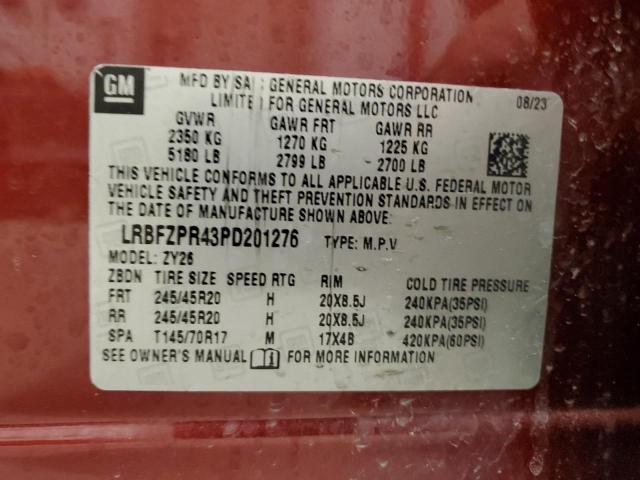 GM
MFD BY SAI GENERAL MOTORS CORPORATION
LIMITE FOR GENERAL MOTORS LLC
08/23
GVWR GAWR FRT GAWR RR
2350 KG 1270 KG 1225 KG
5180 LB 2799 LB 2700 LB
THIS VEHICLE CONFORMS TO ALL APPLICABLE U.S. FEDERAL MOTOR
VEHICLE SAFETY AND THEFT PREVENTION STANDARDS IN EFFECT ON
THE DATE OF MANUFACTURE SHOWN ABOVE.
LRBFZPR43PD201276 TYPE: M.P.V
MODEL: ZY26
ZBDN TIRE SIZE SPEED RTG RIM COLD TIRE PRESSURE
FRT 245/45R20 H 20X8.5J 240KPA(35PSI)
RR 245/45R20 H 20X8.5J 240KPA(35PSI)
SPA T145/70R17 M 17X4B 420KPA(60PSI)
SEE OWNER'S MANUAL FOR MORE INFORMATION